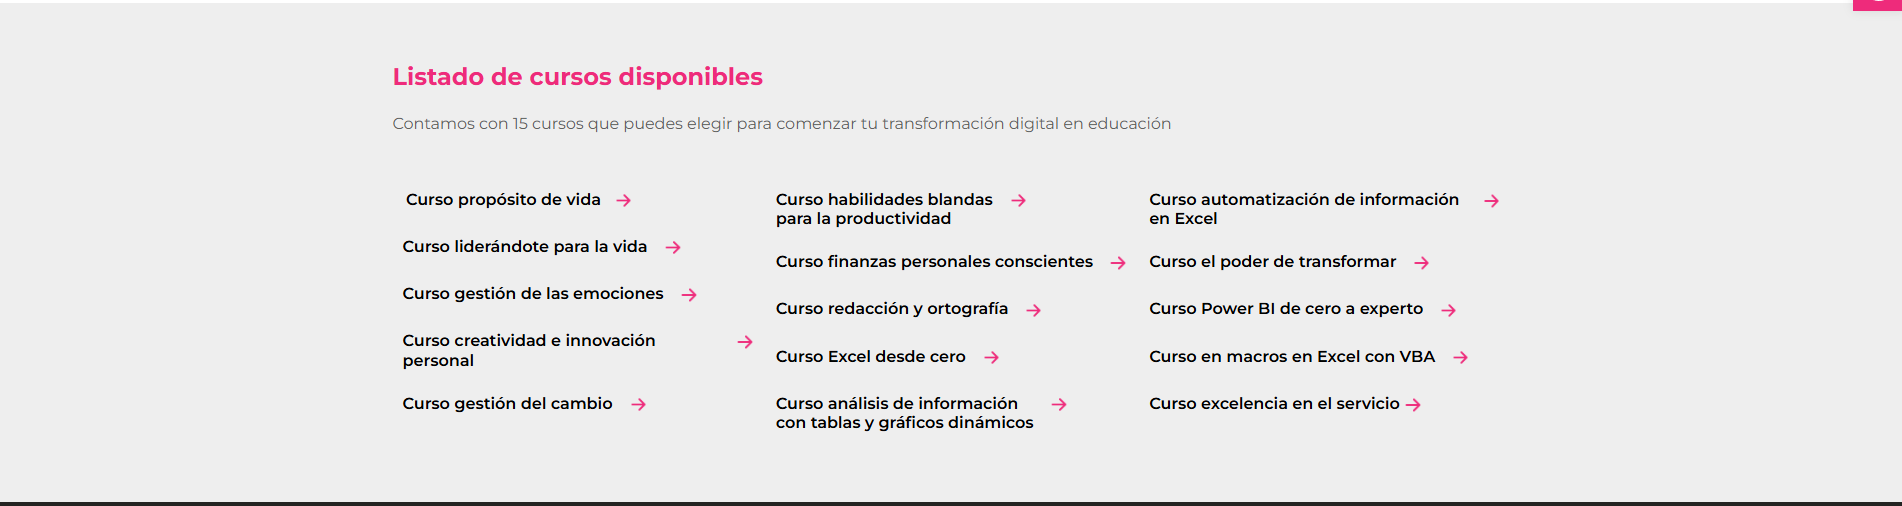 Listado de cursos disponibles
Contamos con 15 cursos que puedes elegir para comenzar tu transformación digital en educación
Curso propósito de vida
Curso liderándote para la vida
Curso gestión de las emociones
Curso creatividad e innovación
personal
Curso gestión del cambio
Curso habilidades blandas
para la productividad
Curso finanzas personales conscientes
Curso redacción y ortografía
Curso Excel desde cero
Curso análisis de información
con tablas y gráficos dinámicos
Curso automatización de información
en Excel
Curso el poder de transformar
Curso Power BI de cero a experto
Curso en macros en Excel con VBA
Curso excelencia en el servicio